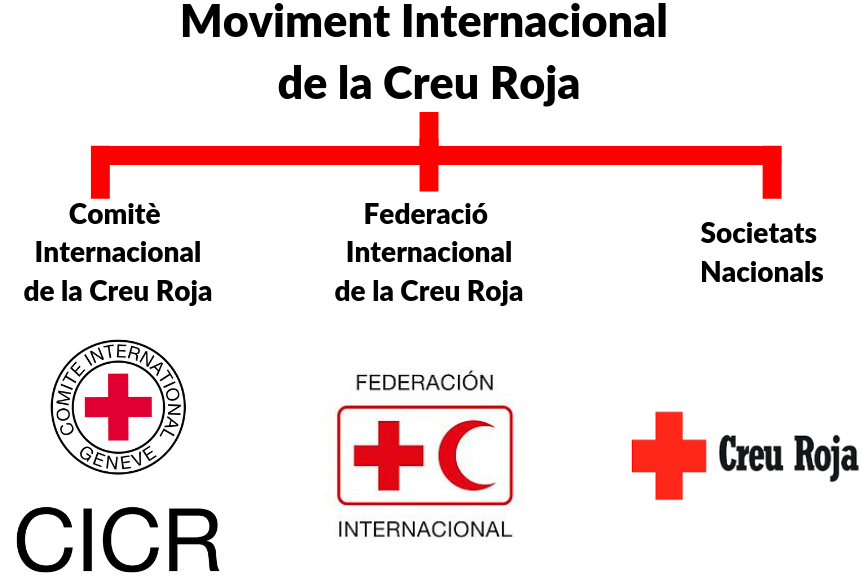 Moviment Internacional
de la Creu Roja
Comitè
Internacional
de la Creu Roja
Federació
Internacional
de la Creu Roja
Societats
Nacionals
COMITE INTERNATIONAL
GENEVE
CICR
FEDERACIÓN
INTERNACIONAL
Creu Roja